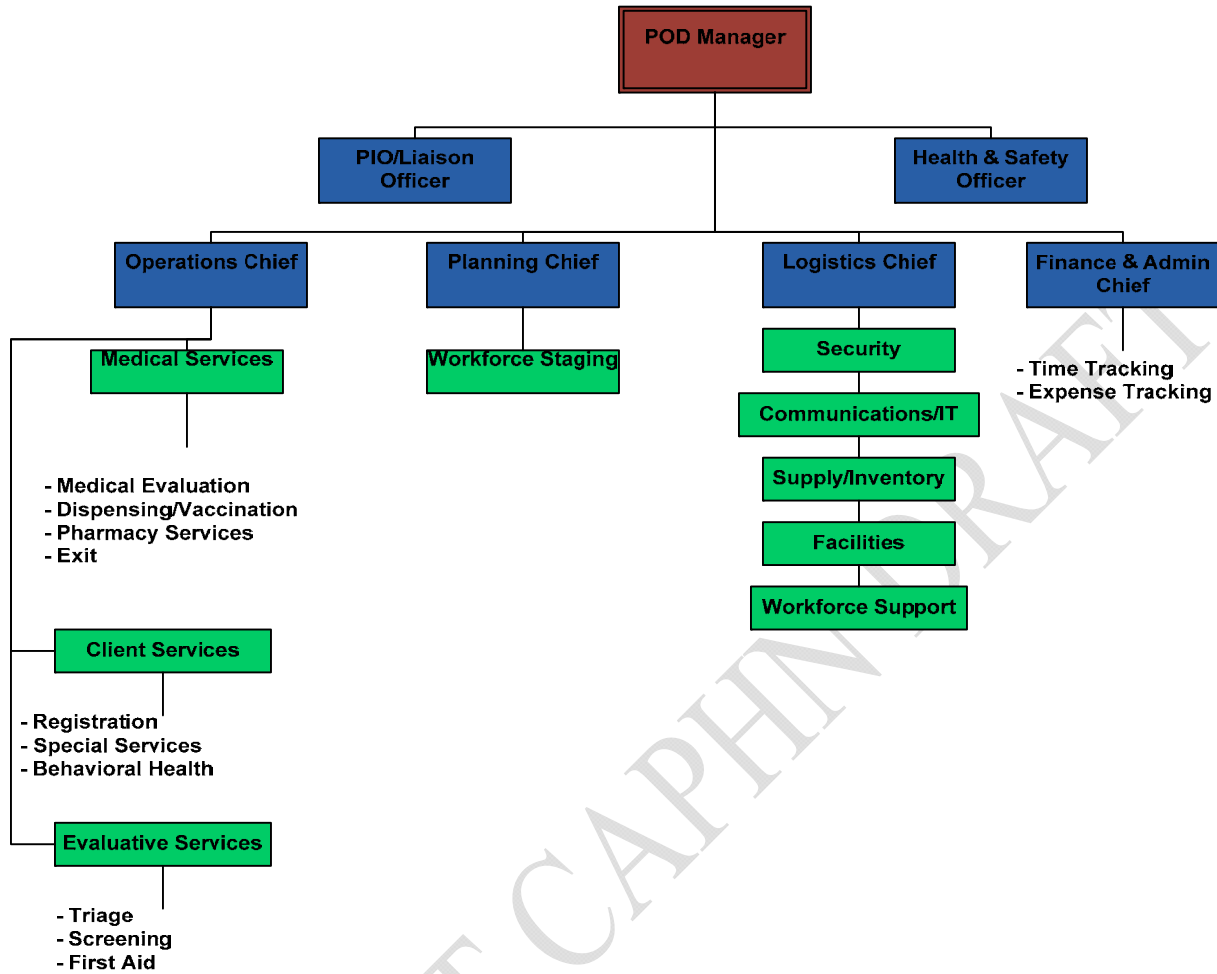 POD Manager
PIO/Liaison
Officer
Health & Safety
Officer
Operations Chief
Planning Chief
Logistics Chief
Finance & Admin
Chief
Medical Services
Workforce Staging
Security
- Time Tracking
- Expense Tracking
Communications/IT
Supply/Inventory
- Medical Evaluation
- Dispensing/Vaccination
- Pharmacy Services
- Exit
Facilities
Workforce Support
Client Services
- Registration
- Special Services
- Behavioral Health
Evaluative Services
- Triage
- Screening
- First Aid
CAPHN DRAFT